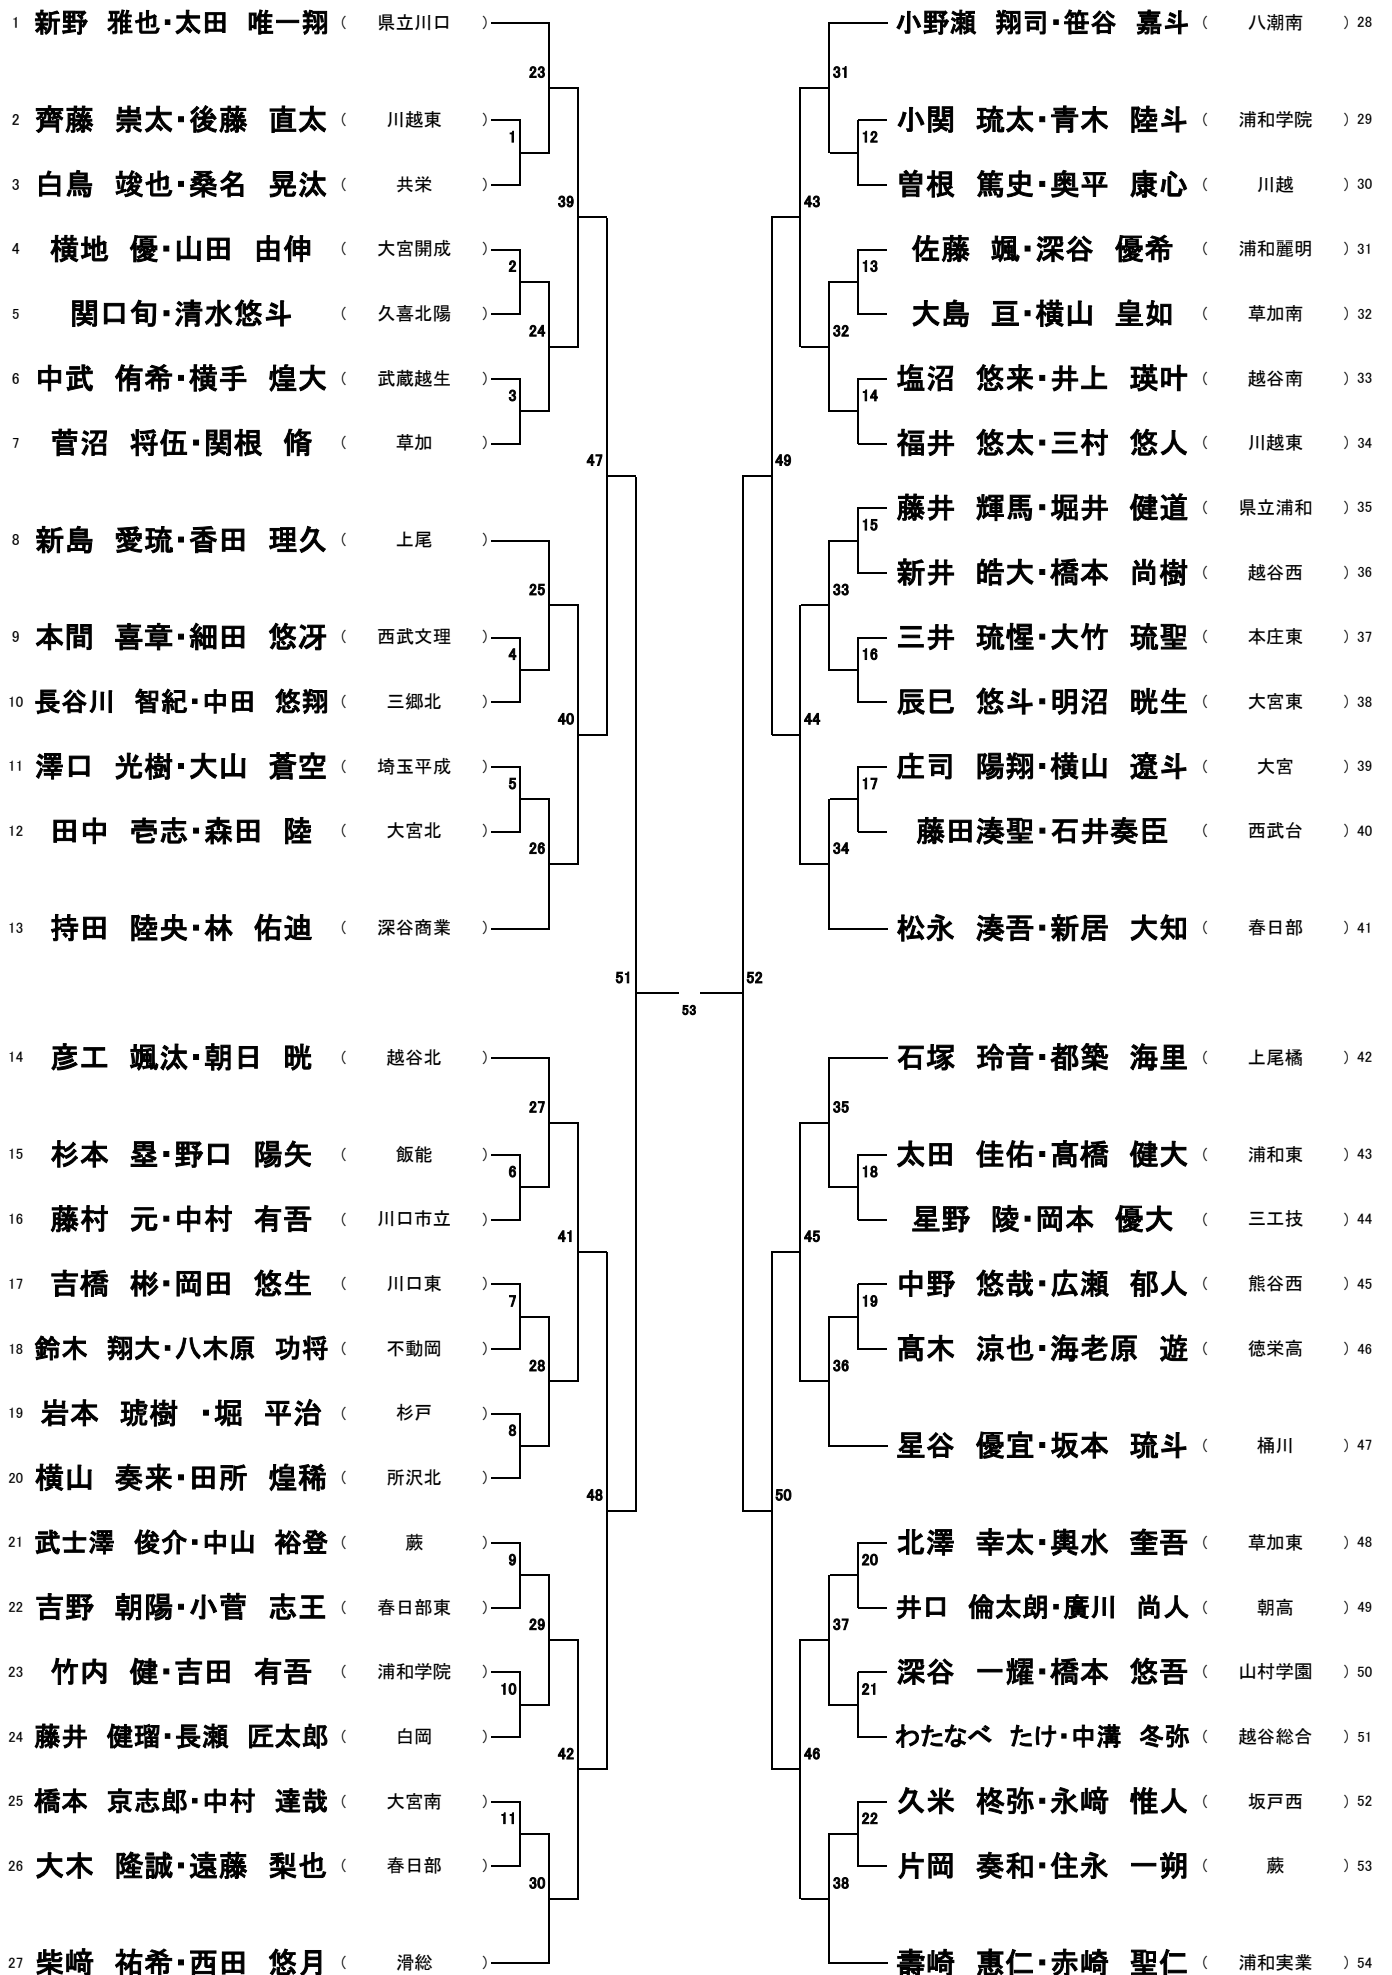 1 新野 雅也・太田 唯一翔 （ 県立川口 ）
23
2 齊藤 崇太・後藤 直太 （ 川越東 ）
1
3 白鳥 竣也・桑名 晃汰 （ 共栄 ）
39
4 横地 優・山田 由伸 （ 大宮開成 ）
2
5 関口旬・清水悠斗 （ 久喜北陽 ）
24
6 中武 侑希・横手 煌大 （ 武蔵越生 ）
3
7 菅沼 将伍・関根 脩 （ 草加 ）
47
8 新島 愛琉・香田 理久 （ 上尾 ）
25
9 本間 喜章・細田 悠冴 （ 西武文理 ）
4
10 長谷川 智紀・中田 悠翔 （ 三郷北 ）
40
11 澤口 光樹・大山 蒼空 （ 埼玉平成 ）
5
12 田中 壱志・森田 陸 （ 大宮北 ）
26
13 持田 陸央・林 佑迪 （ 深谷商業 ）
51
53
14 彦工 颯汰・朝日 晄 （ 越谷北 ）
27
15 杉本 塁・野口 陽矢 （ 飯能 ）
6
16 藤村 元・中村 有吾 （ 川口市立 ）
41
17 吉橋 彬・岡田 悠生 （ 川口東 ）
7
18 鈴木 翔大・八木原 功将 （ 不動岡 ）
28
19 岩本 琥樹 ・堀 平治 （ 杉戸 ）
8
20 横山 奏来・田所 煌稀 （ 所沢北 ）
48
21 武士澤 俊介・中山 裕登 （ 蕨 ）
9
22 吉野 朝陽・小菅 志王 （ 春日部東 ）
29
23 竹内 健・吉田 有吾 （ 浦和学院 ）
10
24 藤井 健瑠・長瀬 匠太郎 （ 白岡 ）
42
25 橋本 京志郎・中村 達哉 （ 大宮南 ）
11
26 大木 隆誠・遠藤 梨也 （ 春日部 ）
30
27 柴﨑 祐希・西田 悠月 （ 滑総 ）
小野瀬 翔司・笹谷 嘉斗 （ 八潮南 ） 28
31
小関 琉太・青木 陸斗 （ 浦和学院 ） 29
12
曽根 篤史・奥平 康心 （ 川越 ） 30
43
佐藤 颯・深谷 優希 （ 浦和麗明 ） 31
13
大島 亘・横山 皇如 （ 草加南 ） 32
32
塩沼 悠来・井上 瑛叶 （ 越谷南 ） 33
14
福井 悠太・三村 悠人 （ 川越東 ） 34
49
藤井 輝馬・堀井 健道 （ 県立浦和 ） 35
15
新井 皓大・橋本 尚樹 （ 越谷西 ） 36
33
三井 琉惺・大竹 琉聖 （ 本庄東 ） 37
16
辰巳 悠斗・明沼 晄生 （ 大宮東 ） 38
44
庄司 陽翔・横山 遼斗 （ 大宮 ） 39
17
藤田湊聖・石井奏臣 （ 西武台 ） 40
34
松永 湊吾・新居 大知 （ 春日部 ） 41
52
石塚 玲音・都築 海里 （ 上尾橘 ） 42
35
太田 佳佑・髙橋 健大 （ 浦和東 ） 43
18
星野 陵・岡本 優大 （ 三工技 ） 44
45
中野 悠哉・広瀬 郁人 （ 熊谷西 ） 45
19
髙木 涼也・海老原 遊 （ 徳栄高 ） 46
36
星谷 優宜・坂本 琉斗 （ 桶川 ） 47
50
北澤 幸太・輿水 奎吾 （ 草加東 ） 48
20
井口 倫太朗・廣川 尚人 （ 朝高 ） 49
37
深谷 一耀・橋本 悠吾 （ 山村学園 ） 50
21
わたなべ たけ・中溝 冬弥 （ 越谷総合 ） 51
46
久米 柊弥・永﨑 惟人 （ 坂戸西 ） 52
22
片岡 奏和・住永 一朔 （ 蕨 ） 53
38
壽崎 惠仁・赤崎 聖仁 （ 浦和実業 ） 54